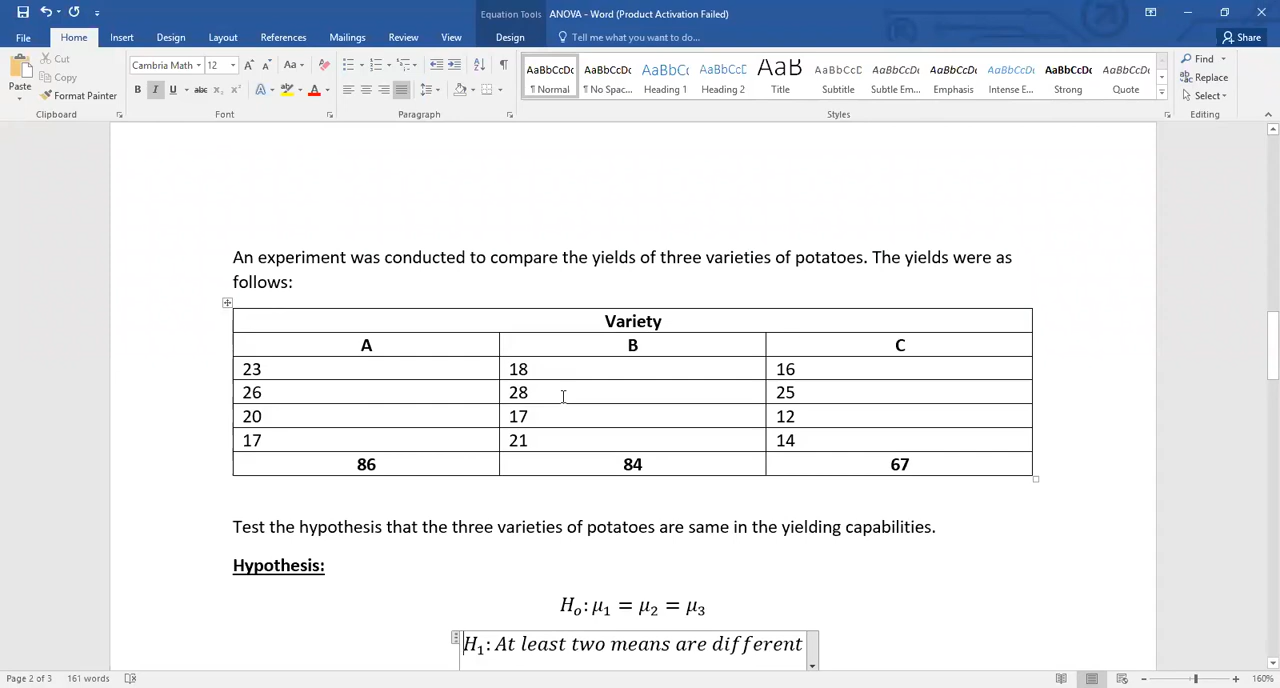 Equation Tools ANOVA - Word (Product Activation Failed)
File Home Insert Design Layout References Mailings Review View Design Tell me what you want to do... Share
Paste Cut Copy Format Painter
Cambria Math 12 Aa
B I U abc x₂ x² A A
AaBbCcDc AaBbCcDc AaBbCc AaBbCcC AaB AaBbCcD AaBbCcDc AaBbCcDc AaBbCcDc AaBbCcDc AaBbCcDc
¶ Normal ¶ No Spac... Heading 1 Heading 2 Title Subtitle Subtle Em... Emphasis Intense E... Strong Quote
Find Replace Select
Clipboard Font Paragraph Styles Editing
An experiment was conducted to compare the yields of three varieties of potatoes. The yields were as
follows:
Variety
A B C
23 18 16
26 28 25
20 17 12
17 21 14
86 84 67
Test the hypothesis that the three varieties of potatoes are same in the yielding capabilities.
Hypothesis:
Hₒ: μ₁ = μ₂ = μ₃
H₁: At least two means are different
Page 2 of 3 161 words 160%